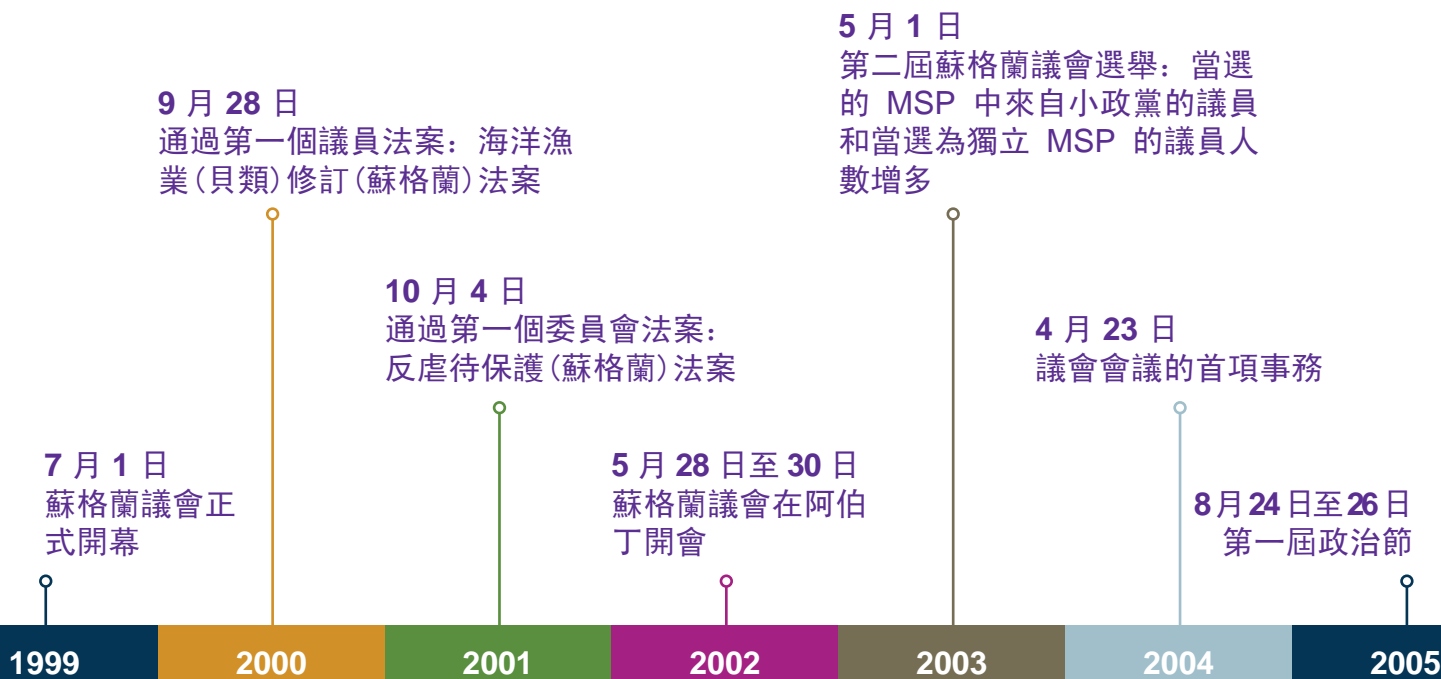 7 月 1 日
蘇格蘭議會正
式開幕
9 月 28 日
通過第一個議員法案：海洋漁
業（貝類）修訂（蘇格蘭）法案
10 月 4 日
通過第一個委員會法案：
反虐待保護（蘇格蘭）法案
5 月 28 日至 30 日
蘇格蘭議會在阿伯
丁開會
5 月 1 日
第二屆蘇格蘭議會選舉：當選
的 MSP 中來自小政黨的議員
和當選為獨立 MSP 的議員人
數增多
4 月 23 日
議會會議的首項事務
8月24日至26日
第一屆政治節
1999 2000 2001 2002 2003 2004 2005